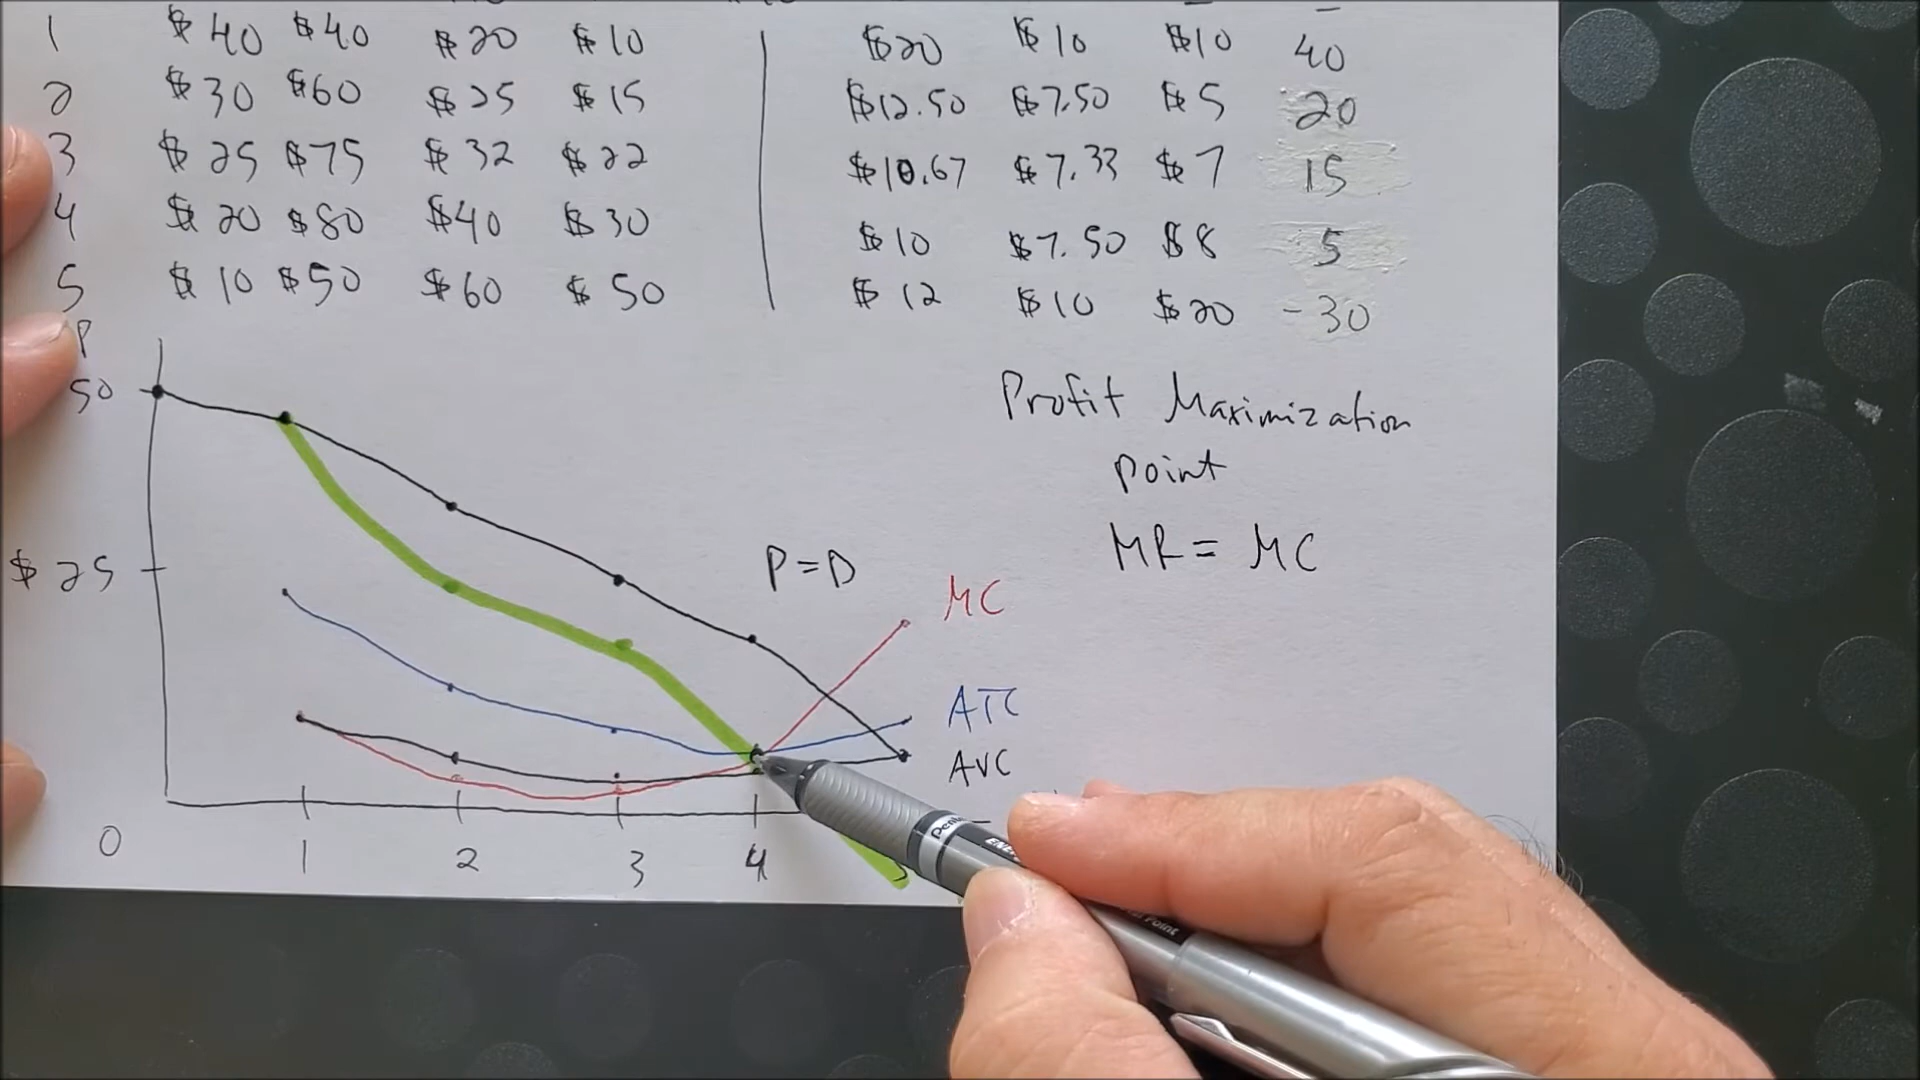 1 $40 $40 $20 $10 $20 $10 $10 40
2 $30 $60 $25 $15 $12.50 $7.50 $5 20
3 $25 $75 $32 $22 $10.67 $7.33 $7 15
4 $20 $80 $40 $30 $10 $7.50 $8 5
5 $10 $50 $60 $50 $12 $10 $20 -30
P
50
$25
0
1 2 3 4
P=D
MC
ATC
AVC
Profit Maximization
point
MR = MC
Point